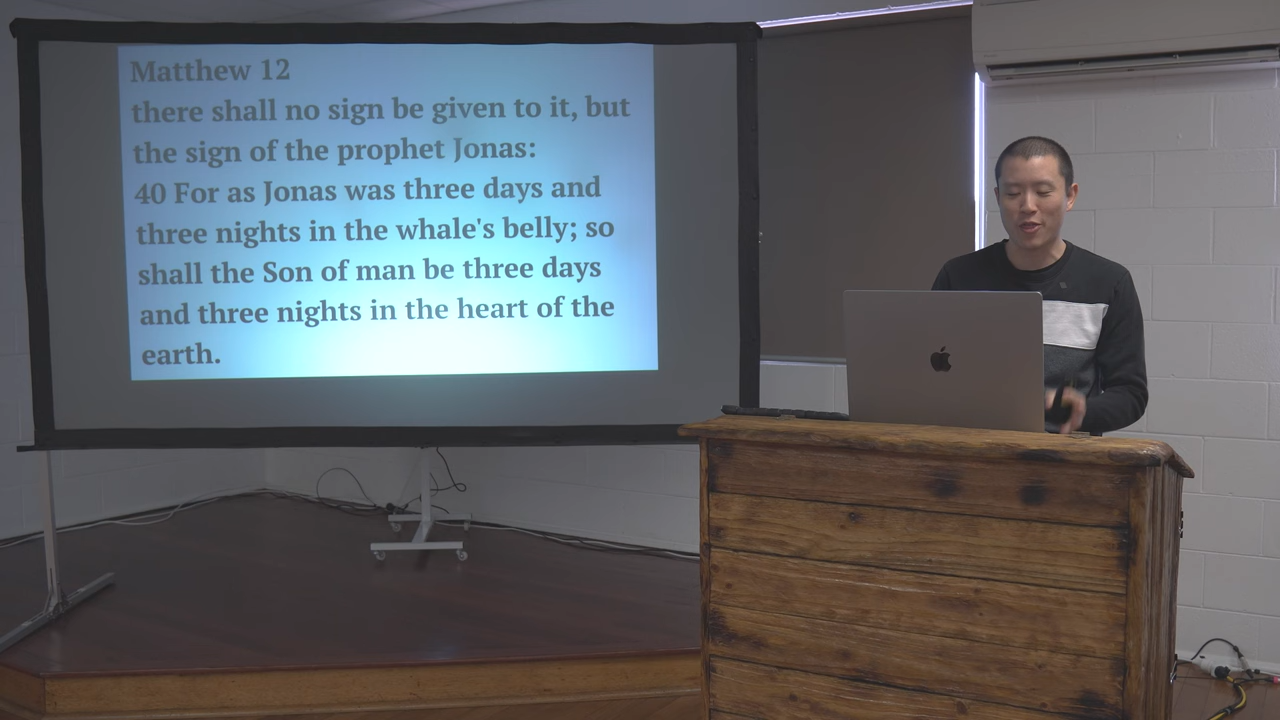 Matthew 12
there shall no sign be given to it, but
the sign of the prophet Jonas:
40 For as Jonas was three days and
three nights in the whale's belly; so
shall the Son of man be three days
and three nights in the heart of the
earth.